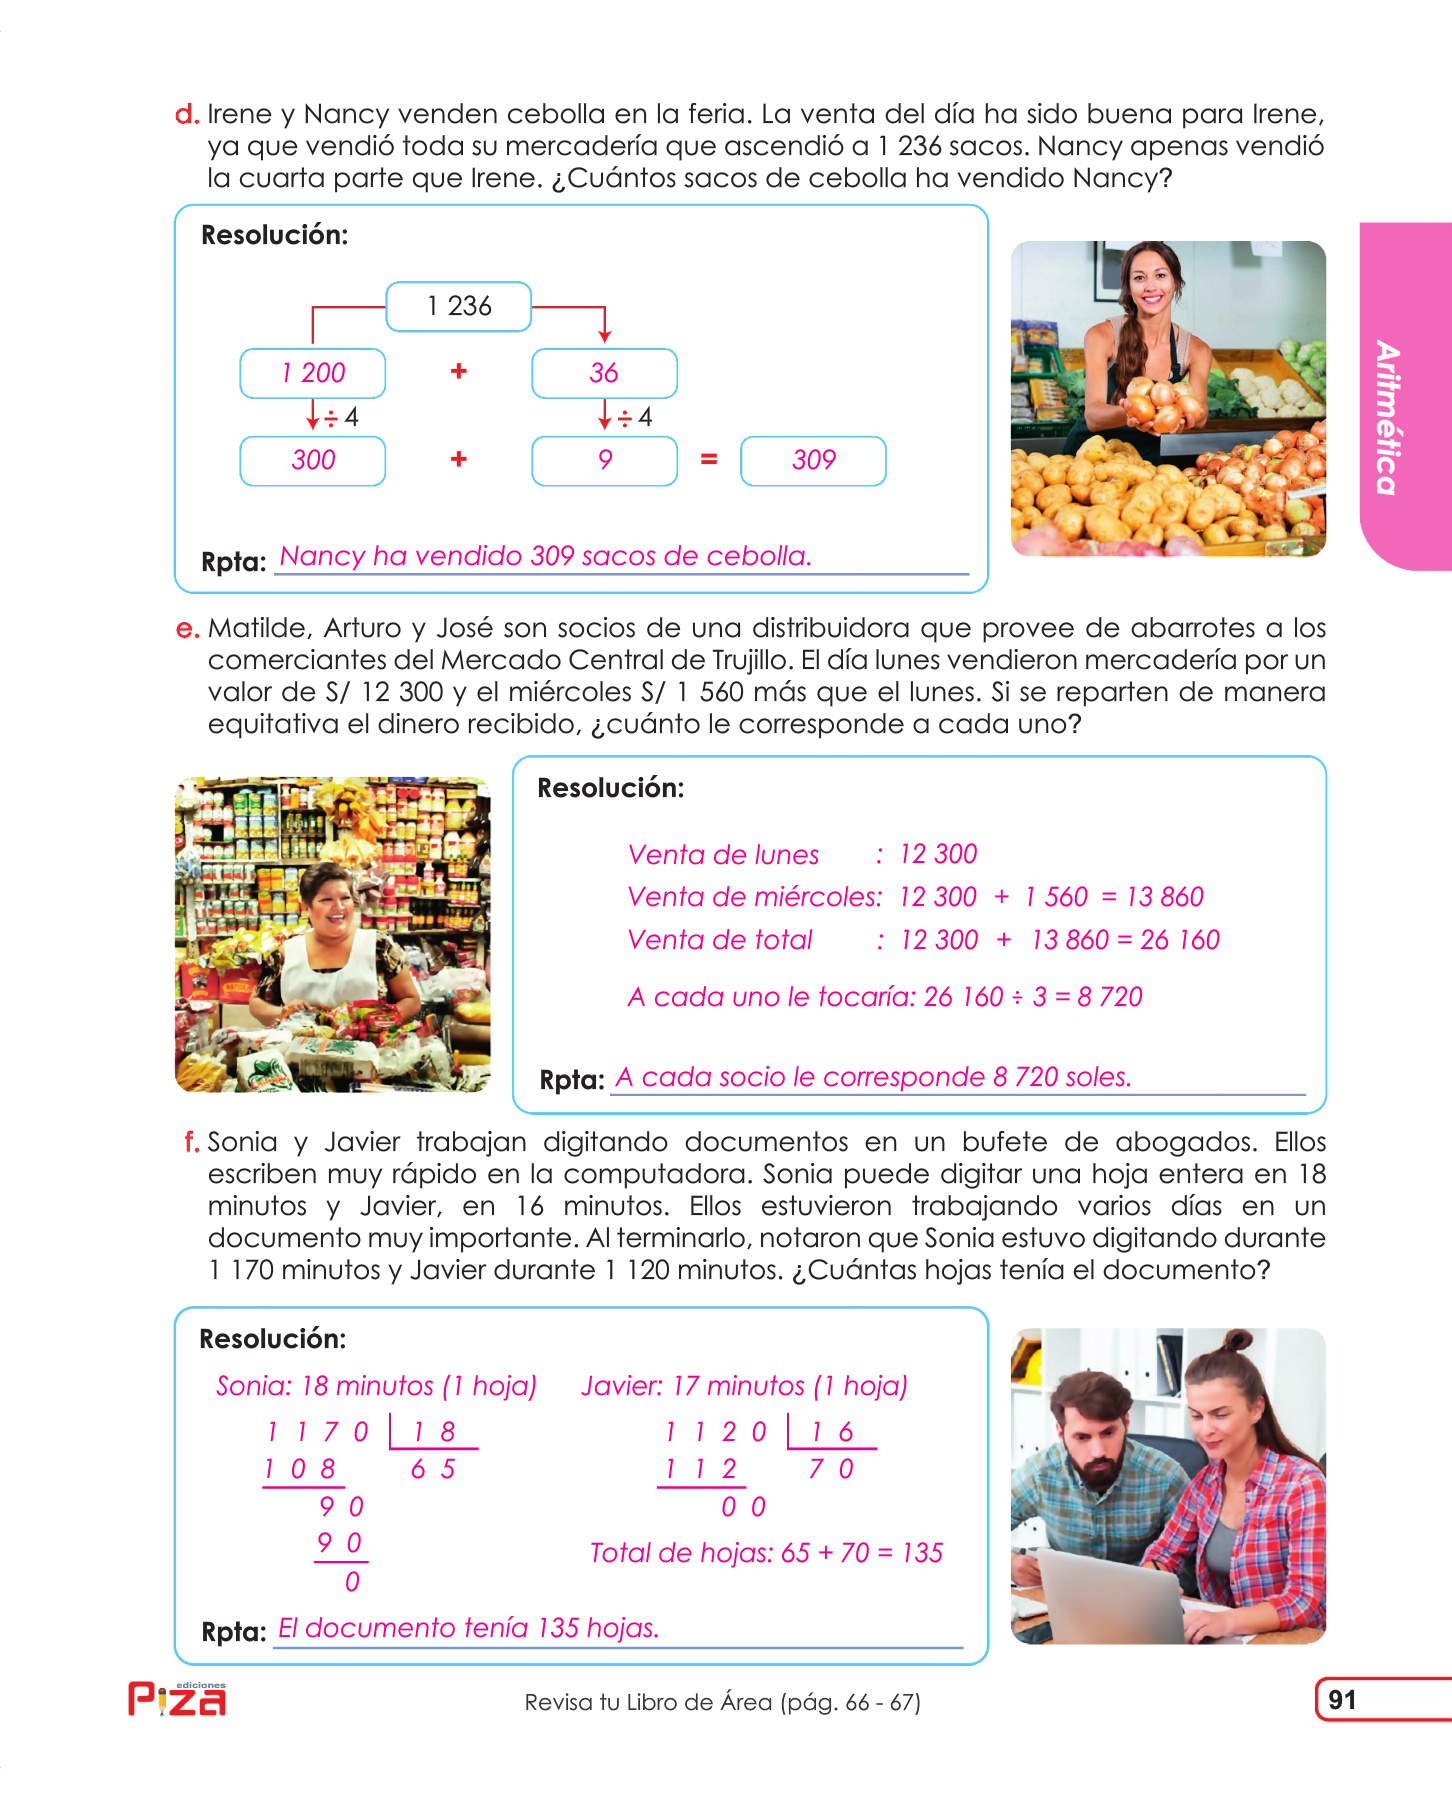 d. Irene y Nancy venden cebolla en la feria. La venta del día ha sido buena para Irene,
ya que vendió toda su mercadería que ascendió a 1 236 sacos. Nancy apenas vendió
la cuarta parte que Irene. ¿Cuántos sacos de cebolla ha vendido Nancy?
Resolución:
1 236
1 200 + 36
÷ 4 ÷ 4
300 + 9 = 309
Rpta: Nancy ha vendido 309 sacos de cebolla.
Aritmética
e. Matilde, Arturo y José son socios de una distribuidora que provee de abarrotes a los
comerciantes del Mercado Central de Trujillo. El día lunes vendieron mercadería por un
valor de S/ 12 300 y el miércoles S/ 1 560 más que el lunes. Si se reparten de manera
equitativa el dinero recibido, ¿cuánto le corresponde a cada uno?
Resolución:
Venta de lunes : 12 300
Venta de miércoles: 12 300 + 1 560 = 13 860
Venta de total : 12 300 + 13 860 = 26 160
A cada uno le tocaría: 26 160 ÷ 3 = 8 720
Rpta: A cada socio le corresponde 8 720 soles.
f. Sonia y Javier trabajan digitando documentos en un bufete de abogados. Ellos
escriben muy rápido en la computadora. Sonia puede digitar una hoja entera en 18
minutos y Javier, en 16 minutos. Ellos estuvieron trabajando varios días en un
documento muy importante. Al terminarlo, notaron que Sonia estuvo digitando durante
1 170 minutos y Javier durante 1 120 minutos. ¿Cuántas hojas tenía el documento?
Resolución:
Sonia: 18 minutos (1 hoja) Javier: 17 minutos (1 hoja)
1 1 7 0 1 8 1 1 2 0 1 6
1 0 8 6 5 1 1 2 7 0
9 0 0 0
9 0
Total de hojas: 65 + 70 = 135
0
Rpta: El documento tenía 135 hojas.
ediciones
Piza
Revisa tu Libro de Área (pág. 66 - 67)
91